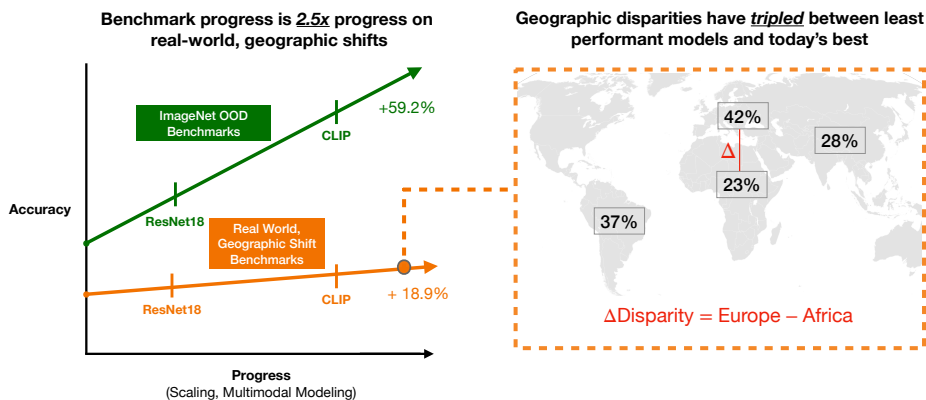 Benchmark progress is 2.5x progress on
real-world, geographic shifts
Accuracy
ImageNet OOD
Benchmarks
+59.2%
CLIP
ResNet18
Real World,
Geographic Shift
Benchmarks
ResNet18
CLIP
+ 18.9%
Progress
(Scaling, Multimodal Modeling)
Geographic disparities have tripled between least
performant models and today's best
42%
28%
Δ
23%
37%
ΔDisparity = Europe – Africa